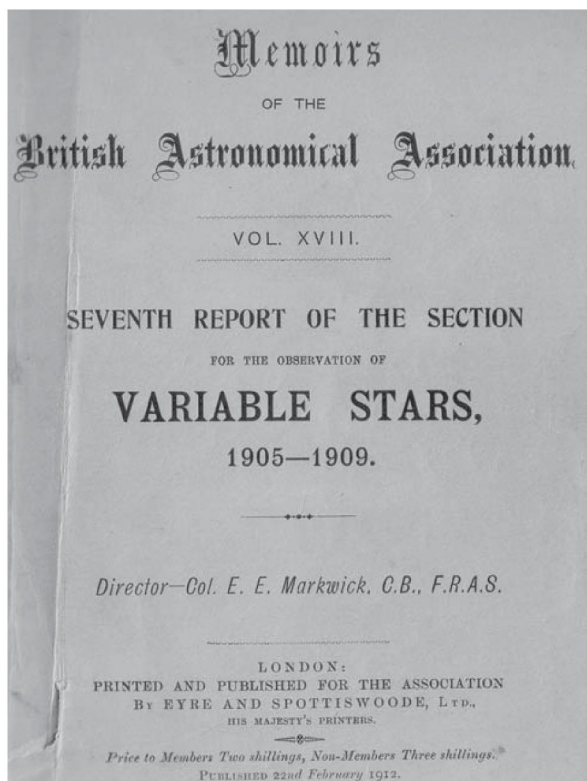 Memoirs
OF THE
British Astronomical Association.
VOL. XVIII.
SEVENTH REPORT OF THE SECTION
FOR THE OBSERVATION OF
VARIABLE STARS,
1905—1909.
Director—Col. E. E. Markwick, C.B., F.R.A.S.
LONDON:
PRINTED AND PUBLISHED FOR THE ASSOCIATION
BY EYRE AND SPOTTISWOODE, LTD.,
HIS MAJESTY'S PRINTERS.
Price to Members Two shillings, Non-Members Three shillings.
PUBLISHED 22nd February 1912.